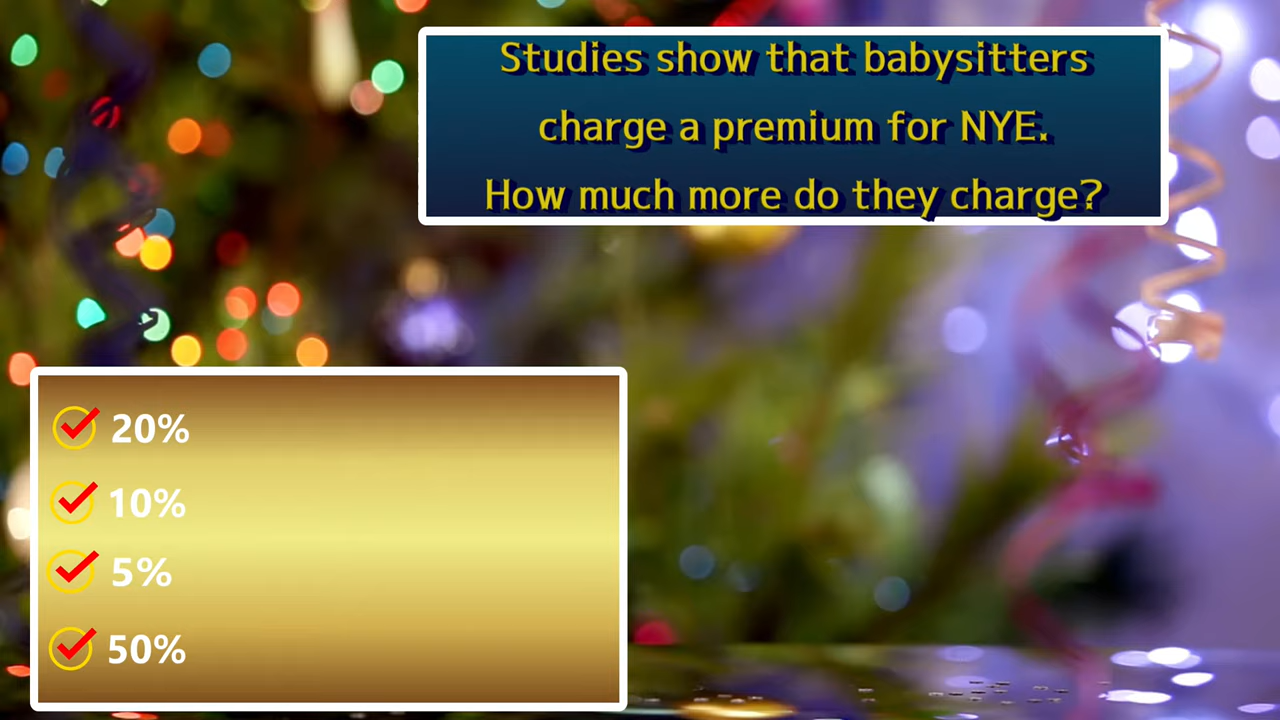 Studies show that babysitters
charge a premium for NYE.
How much more do they charge?
20%
10%
5%
50%